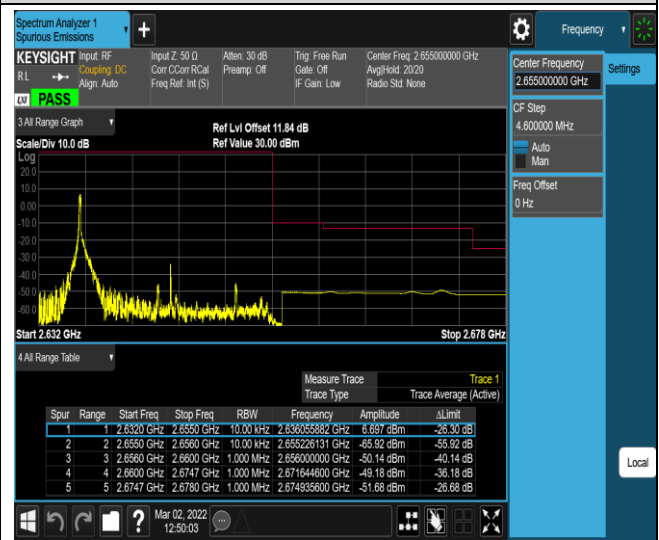 Spectrum Analyzer 1
Spurious Emissions
+
Frequency
KEYSIGHT Input: RF Input Z: 50 Ω Atten: 30 dB Trig: Free Run Center Freq: 2.655000000 GHz
RL Coupling: DC Corr CCorr RCal Preamp: Off Gate: Off Avg|Hold: 20/20
Align: Auto Freq Ref: Int (S) IF Gain: Low Radio Std: None
LXI PASS
Center Frequency
2.655000000 GHz
Settings
CF Step
4.600000 MHz
Auto
Man
Freq Offset
0 Hz
3 All Range Graph
Ref Lvl Offset 11.84 dB
Scale/Div 10.0 dB Ref Value 30.00 dBm
Log
20.0
10.0
0.00
-10.0
-20.0
-30.0
-40.0
-50.0
-60.0
Start 2.632 GHz Stop 2.678 GHz
4 All Range Table
Measure Trace Trace 1
Trace Type Trace Average (Active)
Spur Range Start Freq Stop Freq RBW Frequency Amplitude ΔLimit
1 1 2.6320 GHz 2.6550 GHz 10.00 kHz 2.636055882 GHz 6.697 dBm -26.30 dB
2 2 2.6550 GHz 2.6560 GHz 10.00 kHz 2.655226131 GHz -65.92 dBm -55.92 dB
3 3 2.6560 GHz 2.6600 GHz 1.000 MHz 2.656000000 GHz -50.14 dBm -40.14 dB
4 4 2.6600 GHz 2.6747 GHz 1.000 MHz 2.671644600 GHz -49.18 dBm -36.18 dB
5 5 2.6747 GHz 2.6780 GHz 1.000 MHz 2.674935600 GHz -51.68 dBm -26.68 dB
Local
?
Mar 02, 2022
12:50:03